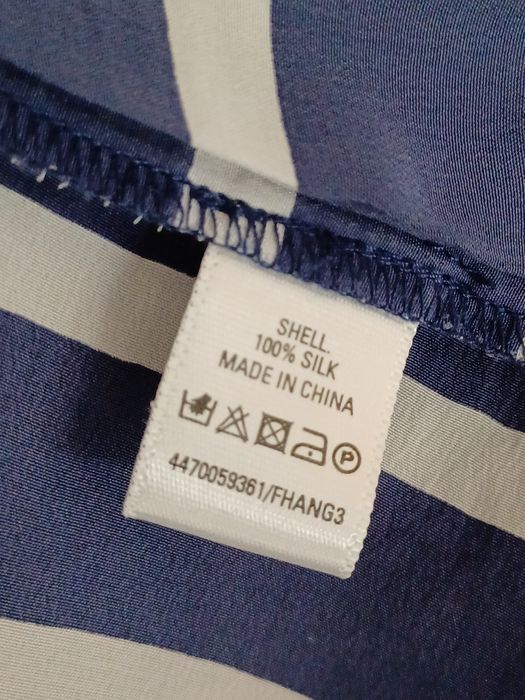 SHELL.
100% SILK
MADE IN CHINA
P
4470059361/FHANG3